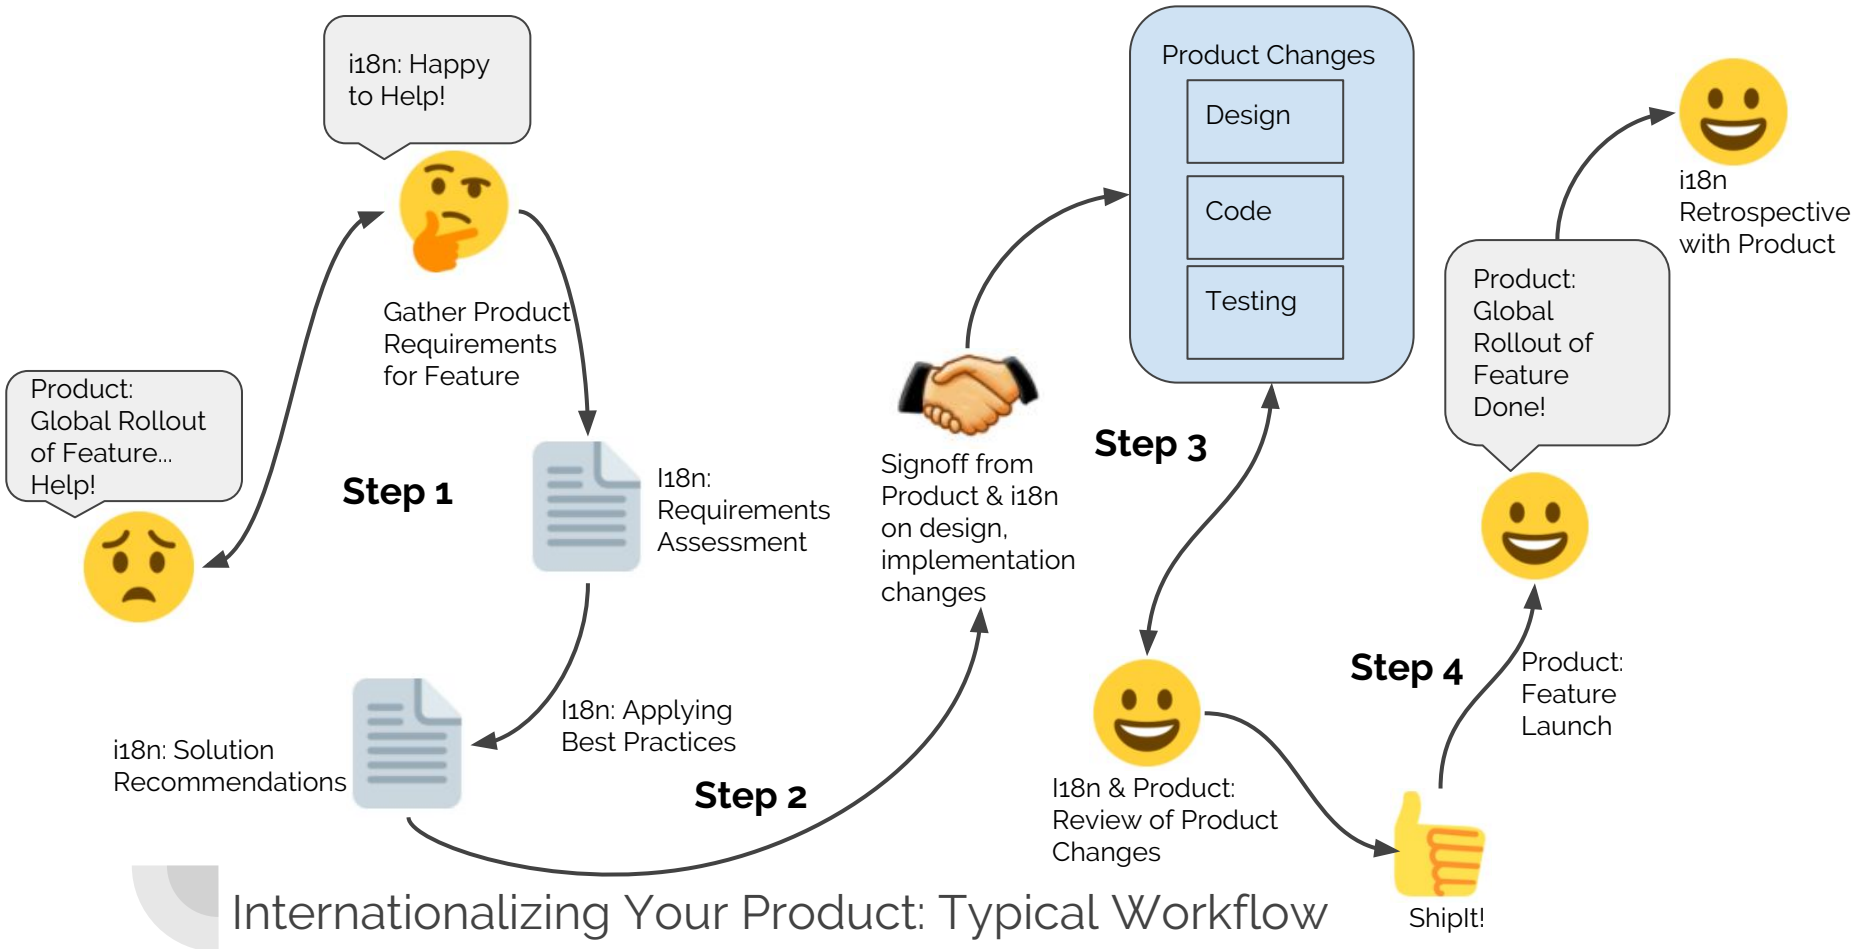 i18n: Happy
to Help!
Product:
Global Rollout
of Feature...
Help!
Gather Product
Requirements
for Feature
Step 1
I18n:
Requirements
Assessment
I18n: Applying
Best Practices
i18n: Solution
Recommendations
Step 2
Signoff from
Product & i18n
on design,
implementation
changes
Product Changes
Design
Code
Testing
Step 3
I18n & Product:
Review of Product
Changes
ShipIt!
Step 4
Product:
Feature
Launch
Product:
Global
Rollout of
Feature
Done!
i18n
Retrospective
with Product
Internationalizing Your Product: Typical Workflow